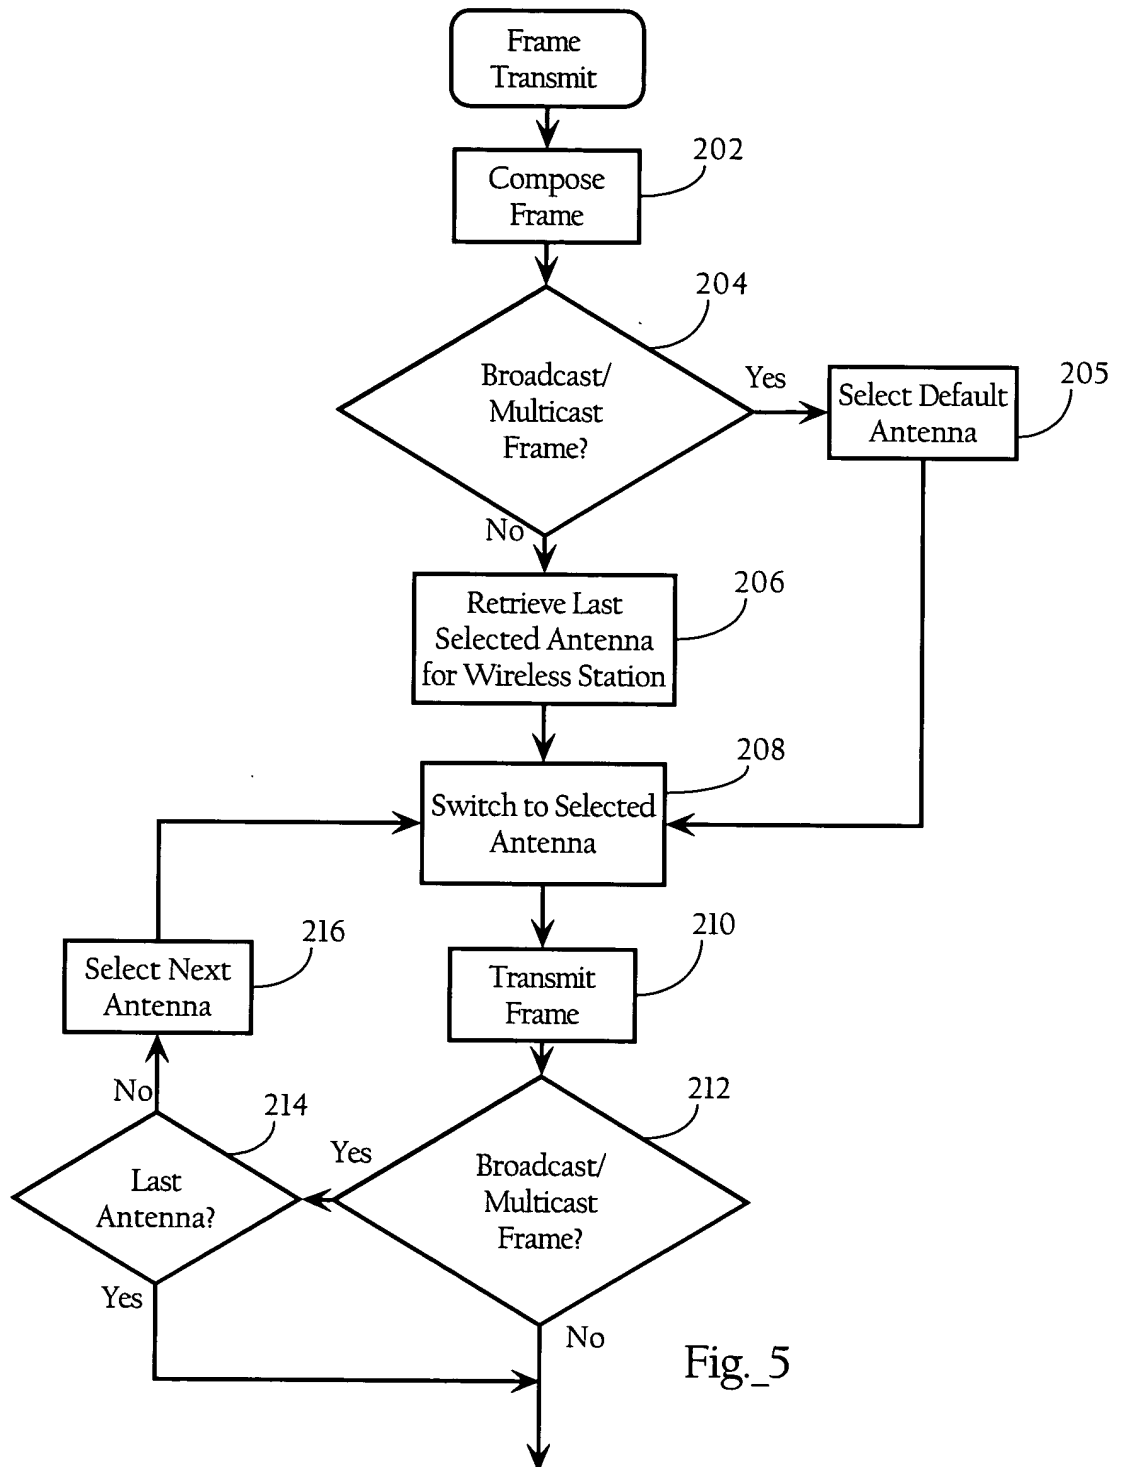 Frame
Transmit
202
Compose
Frame
204
Broadcast/
Multicast
Frame?
Yes
205
Select Default
Antenna
No
206
Retrieve Last
Selected Antenna
for Wireless Station
208
Switch to Selected
Antenna
216
Select Next
Antenna
210
Transmit
Frame
No
214
Last
Antenna?
Yes
212
Broadcast/
Multicast
Frame?
Yes
No
Fig._5